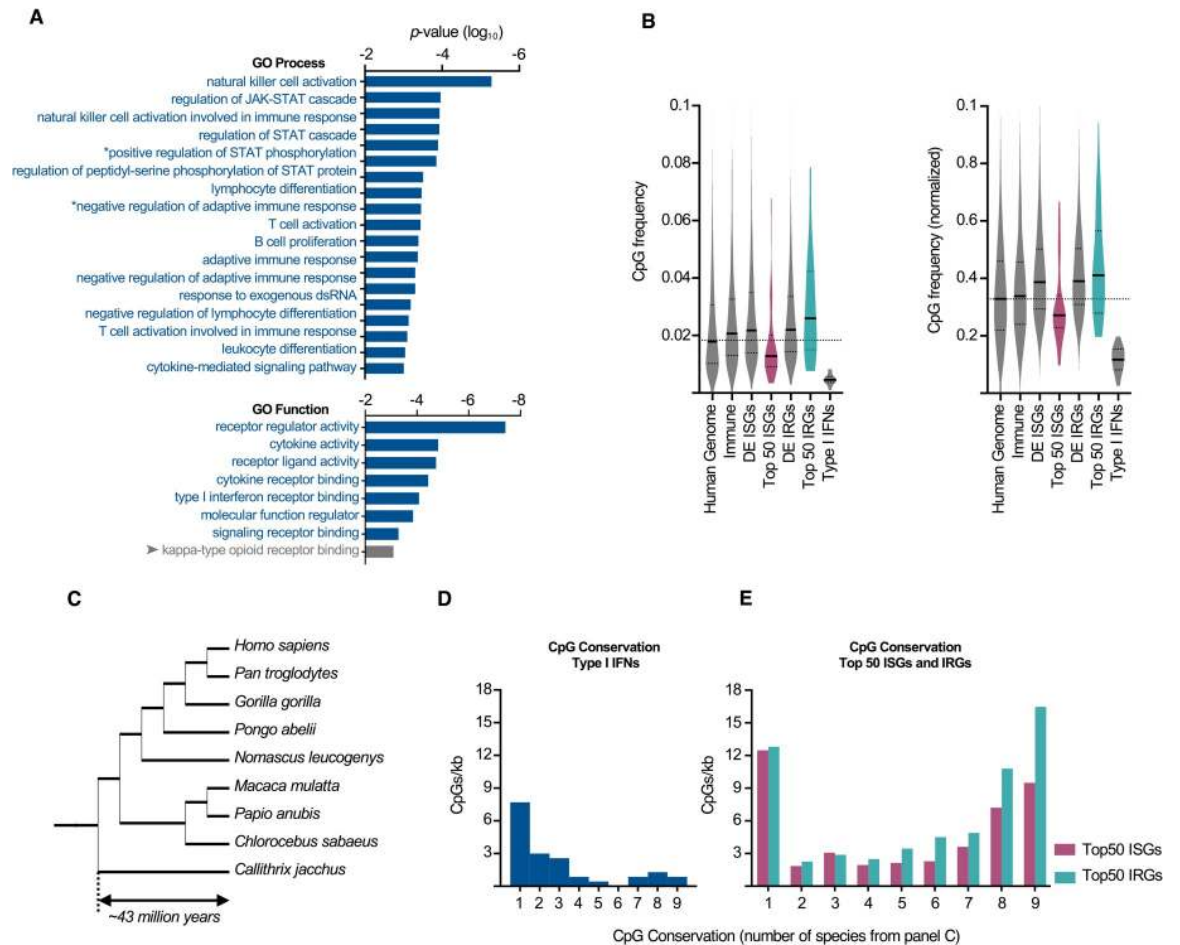 A
p-value (log10)
-2 -4 -6
GO Process
natural killer cell activation
regulation of JAK-STAT cascade
natural killer cell activation involved in immune response
regulation of STAT cascade
*positive regulation of STAT phosphorylation
regulation of peptidyl-serine phosphorylation of STAT protein
lymphocyte differentiation
*negative regulation of adaptive immune response
T cell activation
B cell proliferation
adaptive immune response
negative regulation of adaptive immune response
response to exogenous dsRNA
negative regulation of lymphocyte differentiation
T cell activation involved in immune response
leukocyte differentiation
cytokine-mediated signaling pathway
-2 -4 -6 -8
GO Function
receptor regulator activity
cytokine activity
receptor ligand activity
cytokine receptor binding
type I interferon receptor binding
molecular function regulator
signaling receptor binding
➤ kappa-type opioid receptor binding
B
CpG frequency
0.1
0.08
0.06
0.04
0.02
Human Genome
Immune
DE ISGs
Top 50 ISGs
DE IRGs
Top 50 IRGs
Type I IFNs
CpG frequency (normalized)
0.1
0.8
0.6
0.4
0.2
Human Genome
Immune
DE ISGs
Top 50 ISGs
DE IRGs
Top 50 IRGs
Type I IFNs
C
Homo sapiens
Pan troglodytes
Gorilla gorilla
Pongo abelii
Nomascus leucogenys
Macaca mulatta
Papio anubis
Chlorocebus sabaeus
Callithrix jacchus
~43 million years
D
CpG Conservation
Type I IFNs
CpGs/kb
18
15
12
9
6
3
1 2 3 4 5 6 7 8 9
E
CpG Conservation
Top 50 ISGs and IRGs
CpGs/kb
18
15
12
9
6
3
1 2 3 4 5 6 7 8 9
Top50 ISGs
Top50 IRGs
CpG Conservation (number of species from panel C)